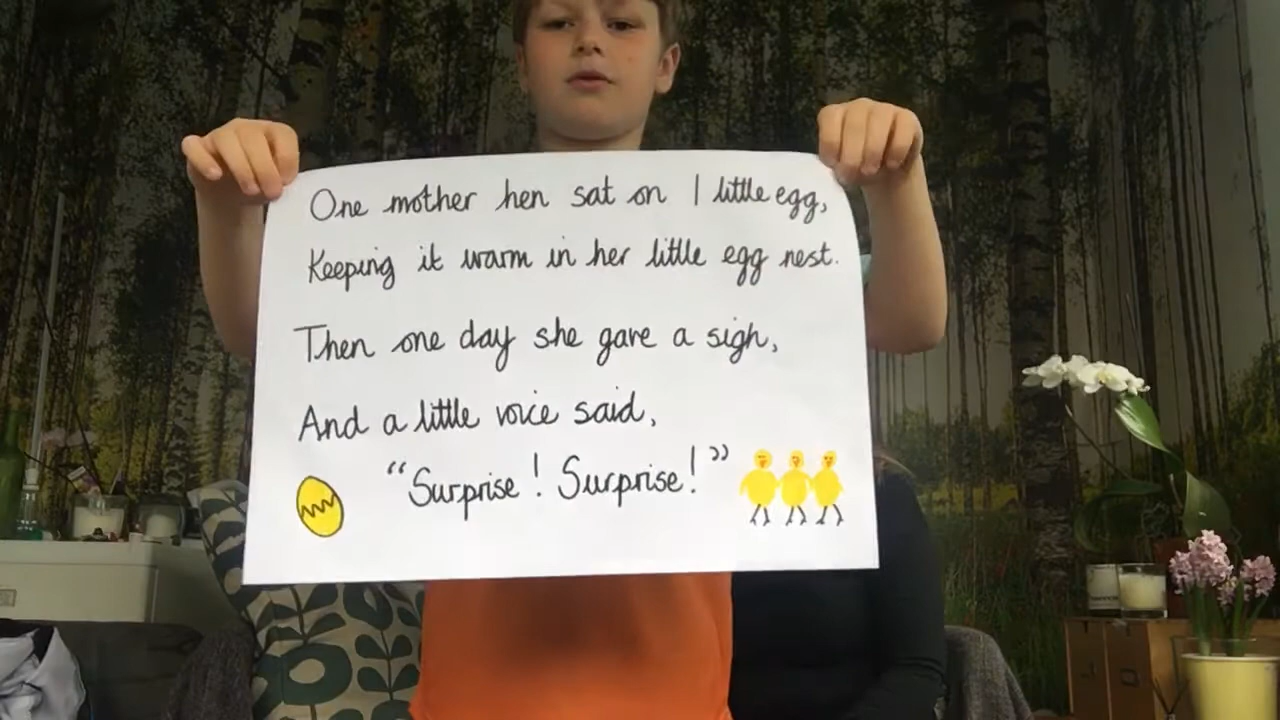 One mother hen sat on 1 little egg,
Keeping it warm in her little egg nest.
Then one day she gave a sigh,
And a little voice said,
“Surprise! Surprise!”